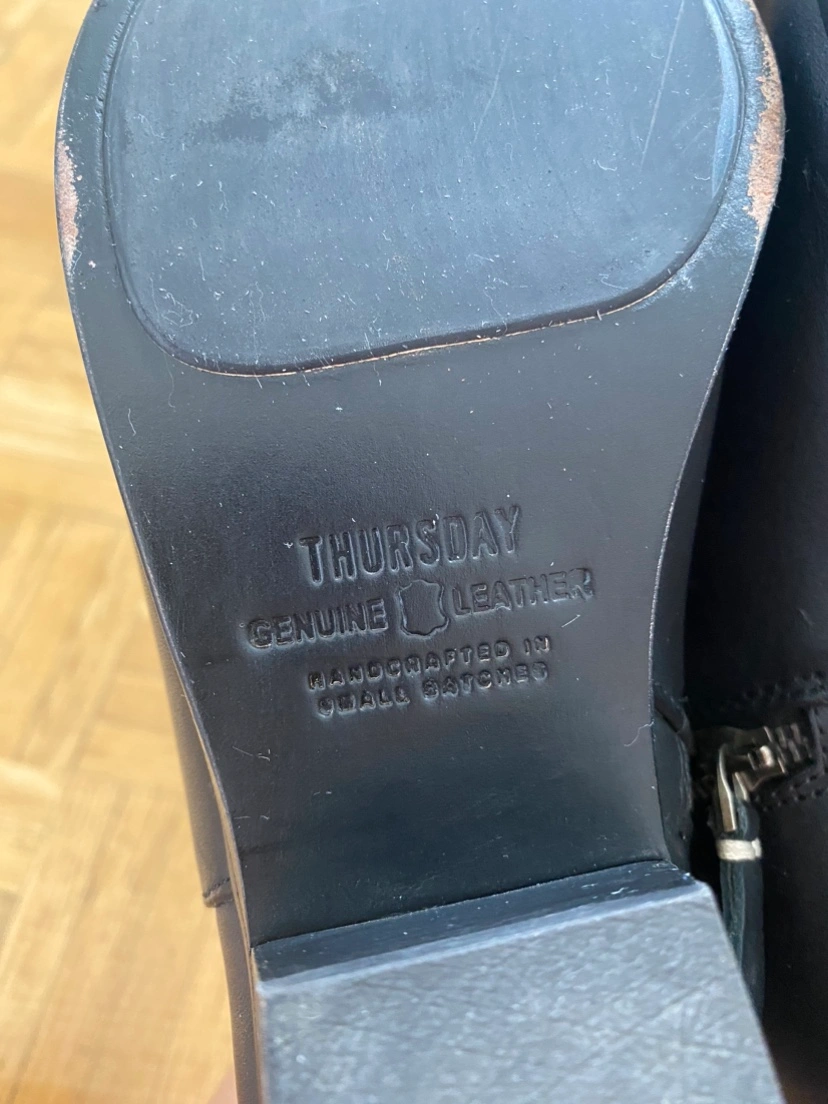 THURSDAY
GENUINE LEATHER
HANDCRAFTED IN
SMALL BATCHES